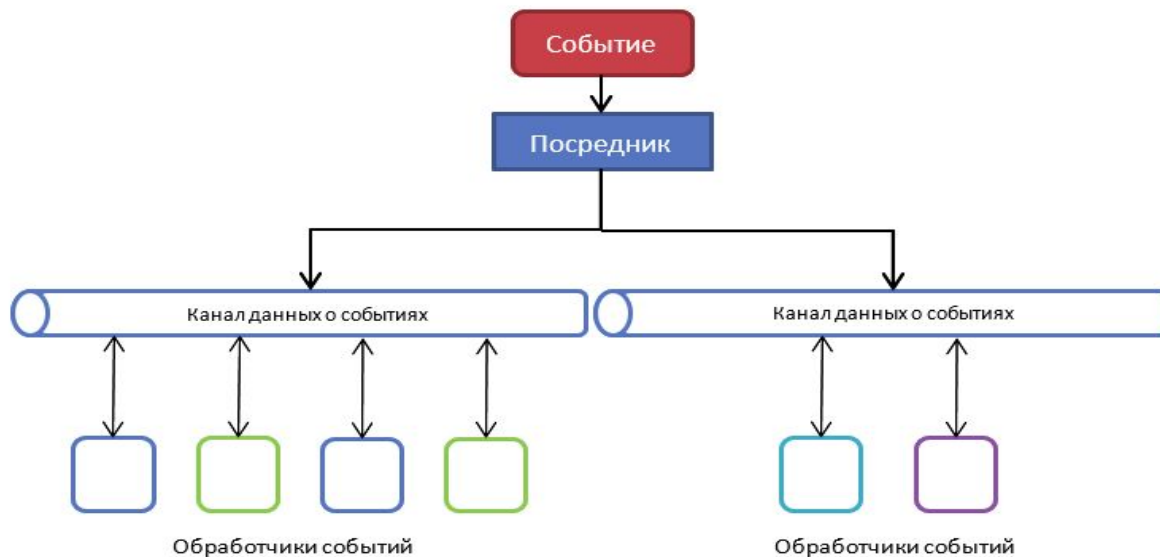 Событие
Посредник
Канал данных о событиях
Канал данных о событиях
Обработчики событий
Обработчики событий